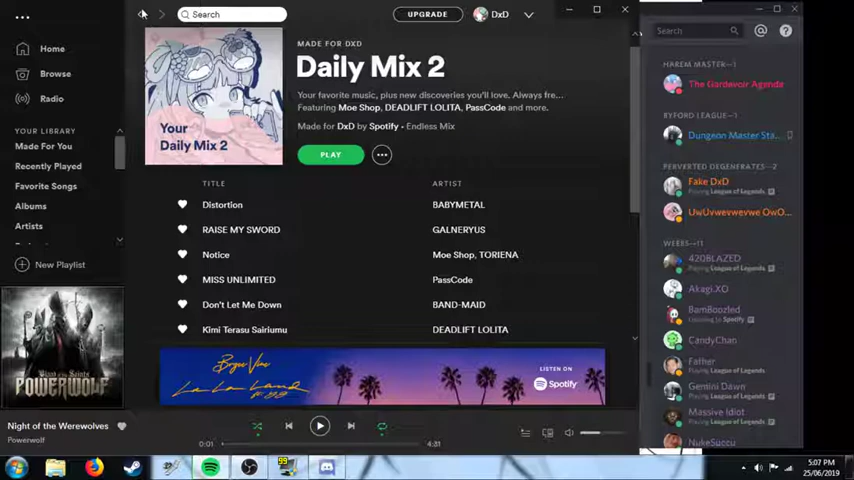 Search
UPGRADE
DxD
Home
Browse
Radio
YOUR LIBRARY
Made For You
Recently Played
Favorite Songs
Albums
Artists
New Playlist
Night of the Werewolves
Powerwolf
POWERWOLF
Your
Daily Mix 2
MADE FOR DXD
Daily Mix 2
Your favorite music, plus new discoveries you'll love. Always fre...
Featuring Moe Shop, DEADLIFT LOLITA, PassCode and more.
Made for DxD by Spotify • Endless Mix
PLAY
TITLE ARTIST
Distortion BABYMETAL
RAISE MY SWORD GALNERYUS
Notice Moe Shop, TORIENA
MISS UNLIMITED PassCode
Don't Let Me Down BAND-MAID
Kimi Terasu Sairiumu DEADLIFT LOLITA
LISTEN ON
Spotify
0:01 4:31
Search
HAREM MASTER—1
The Gardevoir Agenda
RYFORD LEAGUE—1
Dungeon Master Sta...
PERVERTED DEGENERATES—2
Fake DxD
Playing League of Legends
UwUvwevwevwe OwO...
WEEBS—11
420BLAZED
Playing League of Legends
Akagi.XO
BamBoozled
Listening to Spotify
CandyChan
Father
Playing League of Legends
Gemini Dawn
Playing League of Legends
Massive Idiot
Playing League of Legends
NukeSuccu
99
5:07 PM
25/06/2019